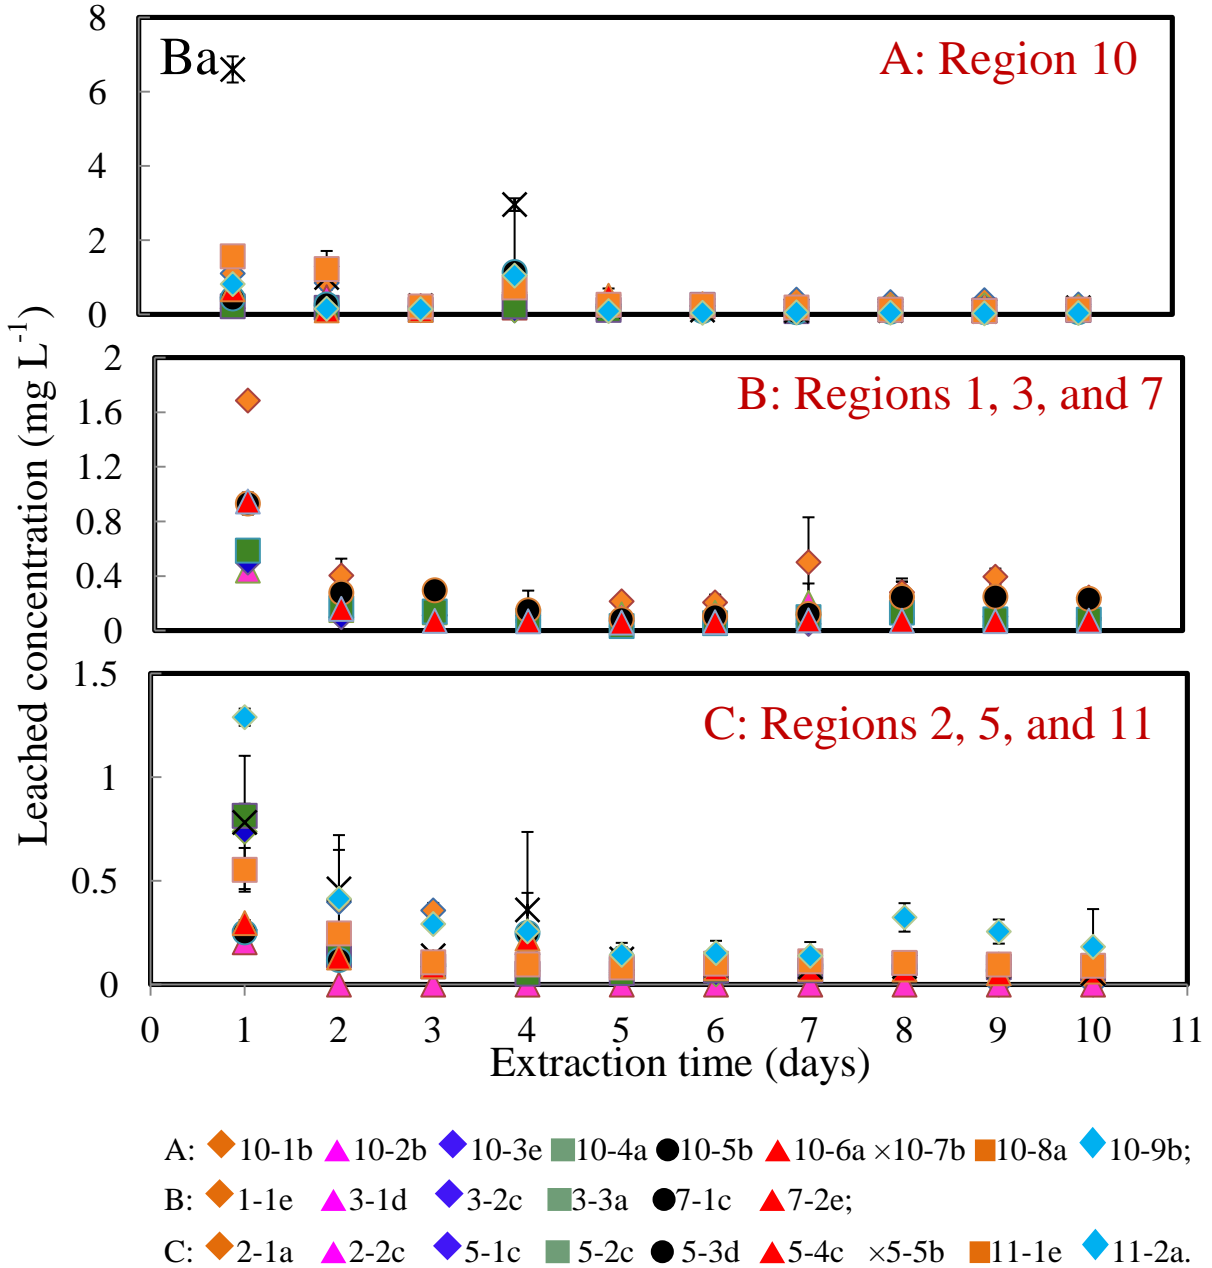 8
Ba
A: Region 10
6
4
2
0
2
B: Regions 1, 3, and 7
1.6
1.2
0.8
0.4
0
1.5
C: Regions 2, 5, and 11
1
0.5
0
0 1 2 3 4 5 6 7 8 9 10 11
Leached concentration (mg L⁻¹)
Extraction time (days)
A: 10-1b 10-2b 10-3e 10-4a 10-5b 10-6a ×10-7b 10-8a 10-9b;
B: 1-1e 3-1d 3-2c 3-3a 7-1c 7-2e;
C: 2-1a 2-2c 5-1c 5-2c 5-3d 5-4c ×5-5b 11-1e 11-2a.